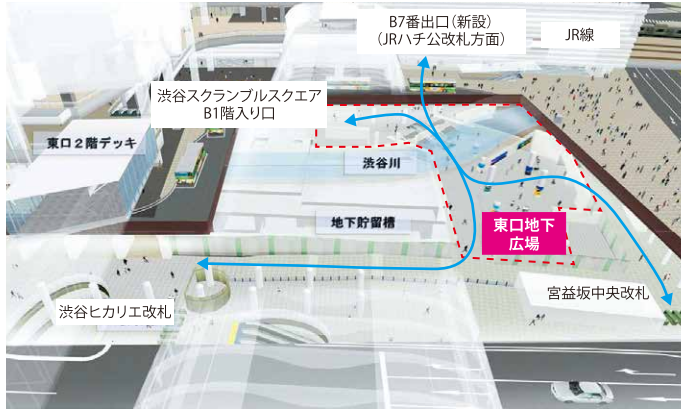 B7番出口（新設）
（JRハチ公改札方面）
JR線
渋谷スクランブルスクエア
B1階入り口
東口２階デッキ
渋谷川
地下貯留槽
東口地下
広場
宮益坂中央改札
渋谷ヒカリエ改札